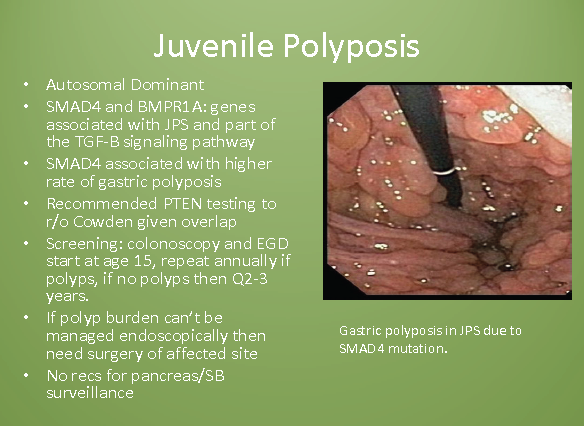 Juvenile Polyposis
• Autosomal Dominant
• SMAD4 and BMPR1A: genes
associated with JPS and part of
the TGF-B signaling pathway
• SMAD4 associated with higher
rate of gastric polyposis
• Recommended PTEN testing to
r/o Cowden given overlap
• Screening: colonoscopy and EGD
start at age 15, repeat annually if
polyps, if no polyps then Q2-3
years.
• If polyp burden can't be
managed endoscopically then
need surgery of affected site
• No recs for pancreas/SB
surveillance
Gastric polyposis in JPS due to
SMAD4 mutation.